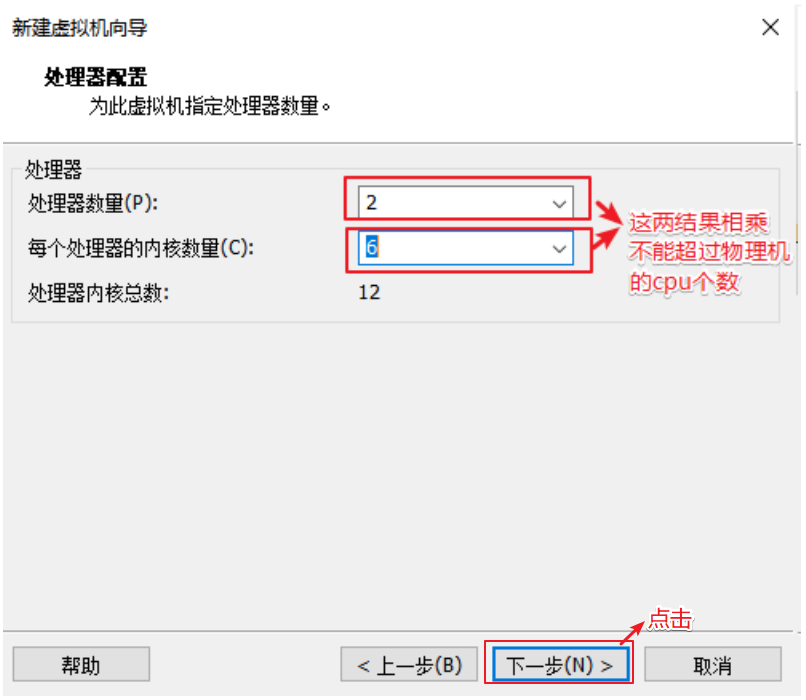 新建虚拟机向导
处理器配置
为此虚拟机指定处理器数量。
处理器
处理器数量(P):
2
每个处理器的内核数量(C):
6
处理器内核总数:
12
这两结果相乘
不能超过物理机
的cpu个数
点击
帮助
< 上一步(B)
下一步(N) >
取消